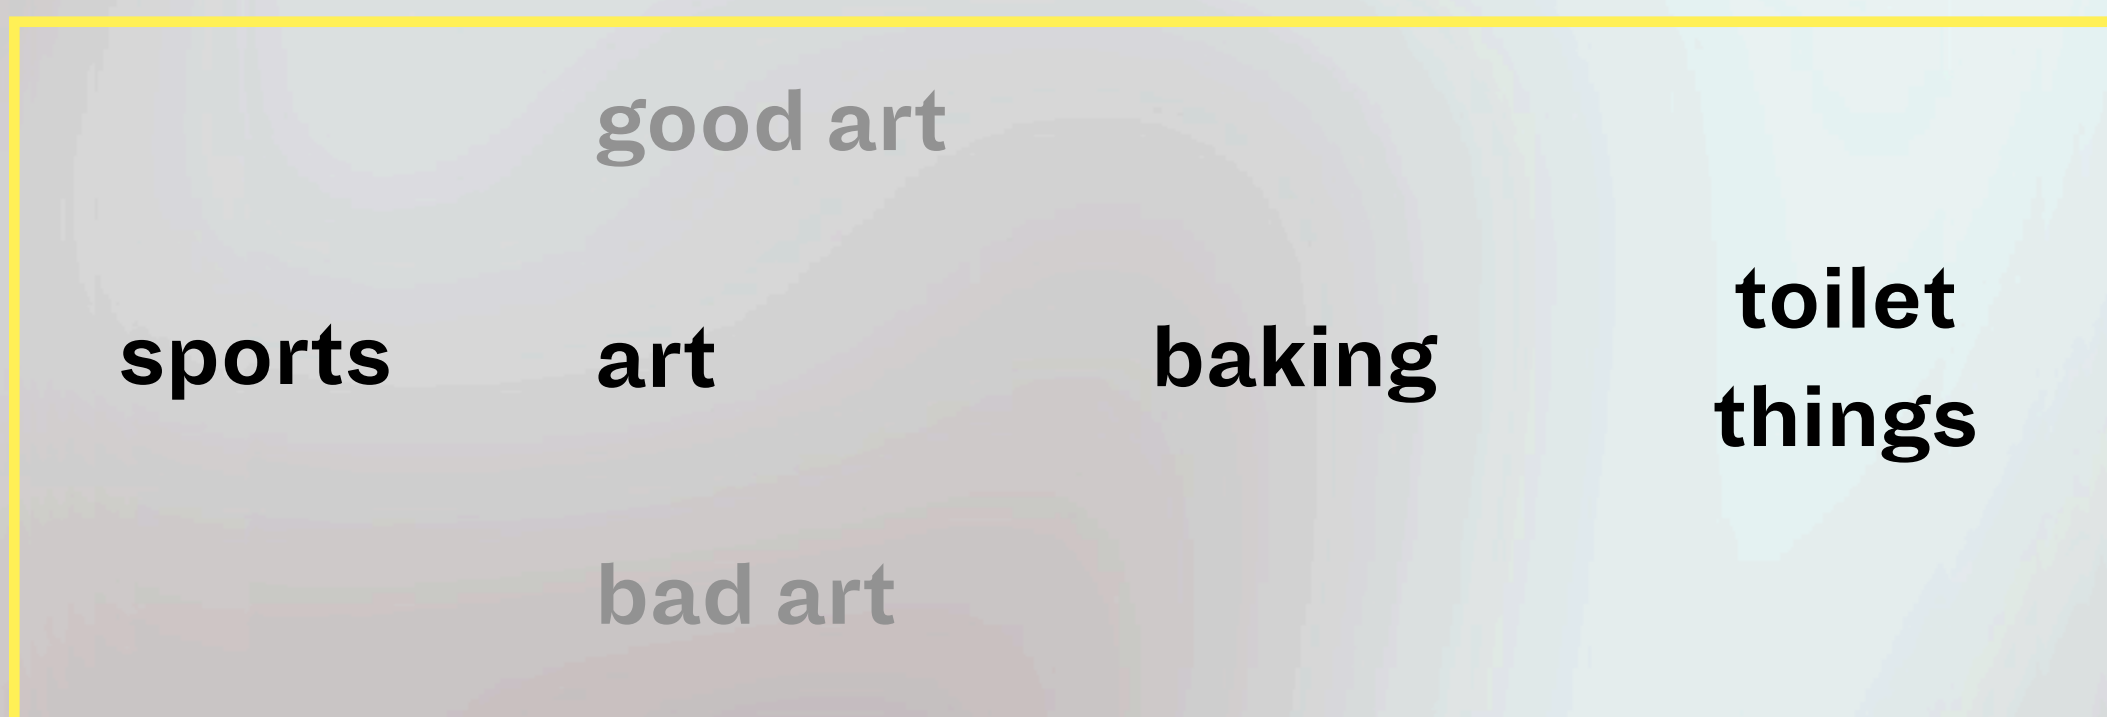 good art
sports
art
baking
toilet
things
bad art